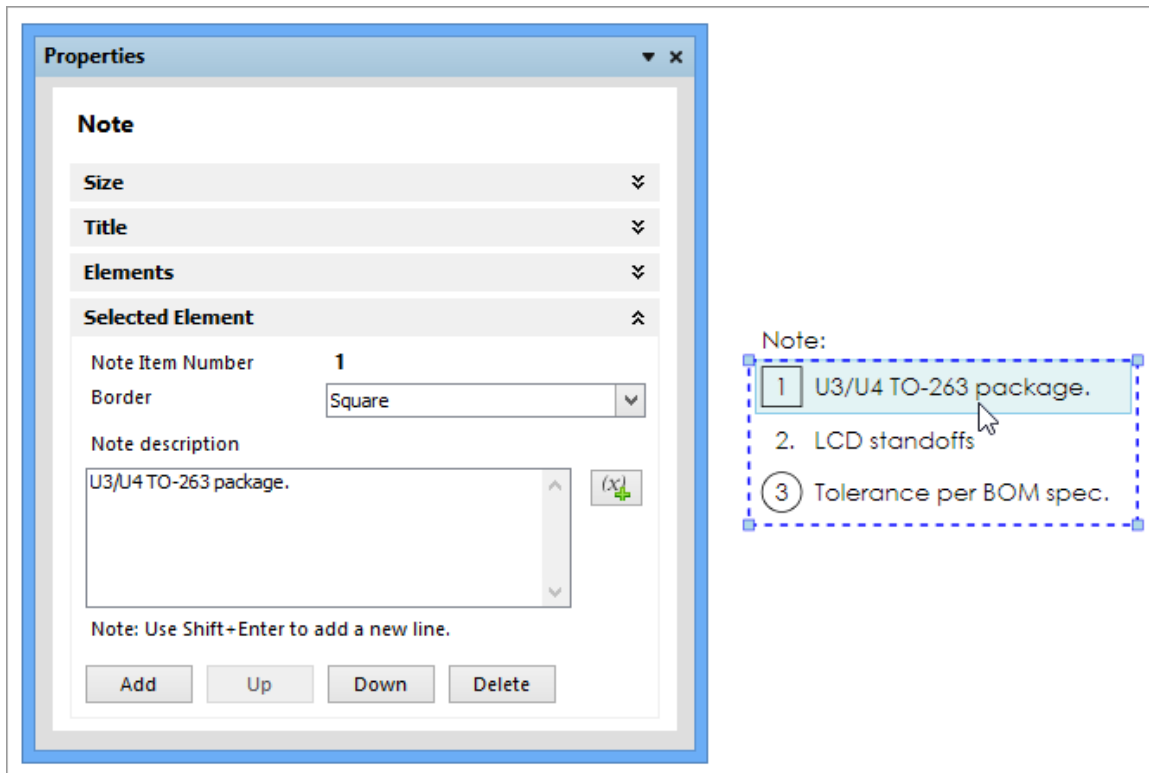 Properties
Note
Size
Title
Elements
Selected Element
Note Item Number 1
Border Square
Note description
U3/U4 TO-263 package.
(x)
Note: Use Shift+Enter to add a new line.
Add Up Down Delete
Note:
1 U3/U4 TO-263 package.
2. LCD standoffs
3 Tolerance per BOM spec.